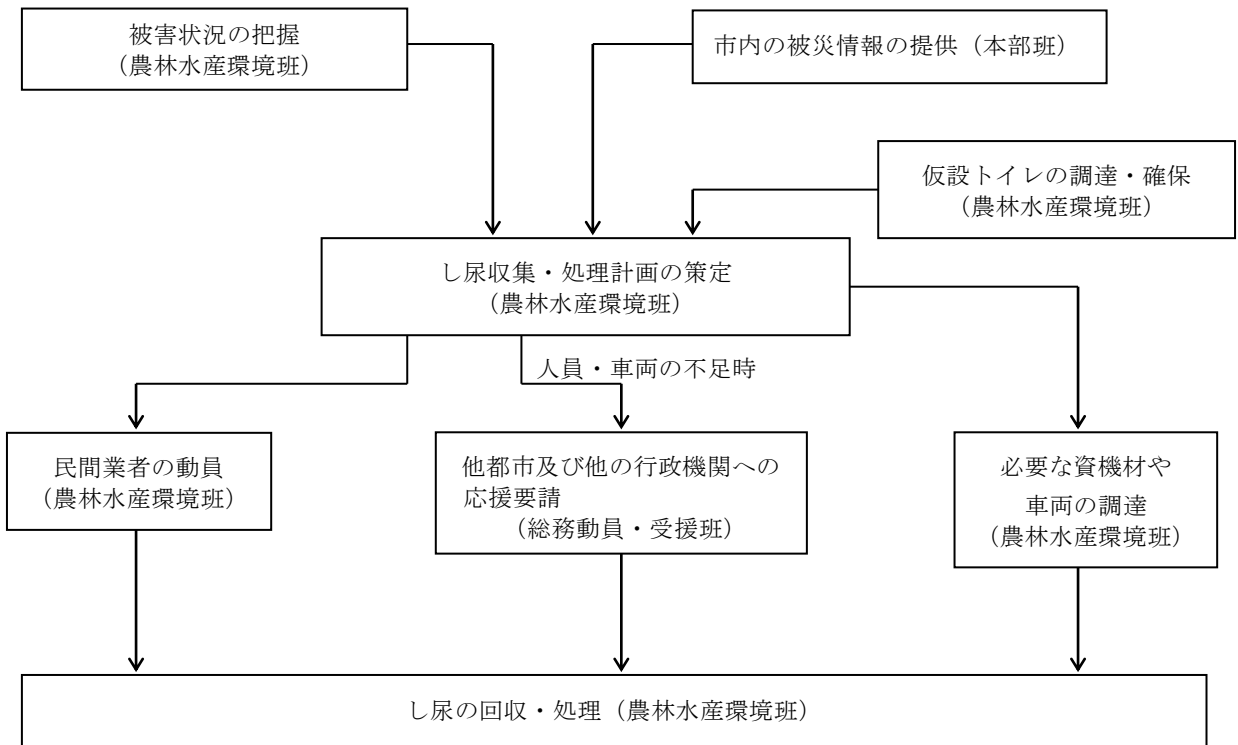 被害状況の把握
（農林水産環境班）
市内の被災情報の提供（本部班）
仮設トイレの調達・確保
（農林水産環境班）
し尿収集・処理計画の策定
（農林水産環境班）
人員・車両の不足時
民間業者の動員
（農林水産環境班）
他都市及び他の行政機関への
応援要請
（総務動員・受援班）
必要な資機材や
車両の調達
（農林水産環境班）
し尿の回収・処理（農林水産環境班）